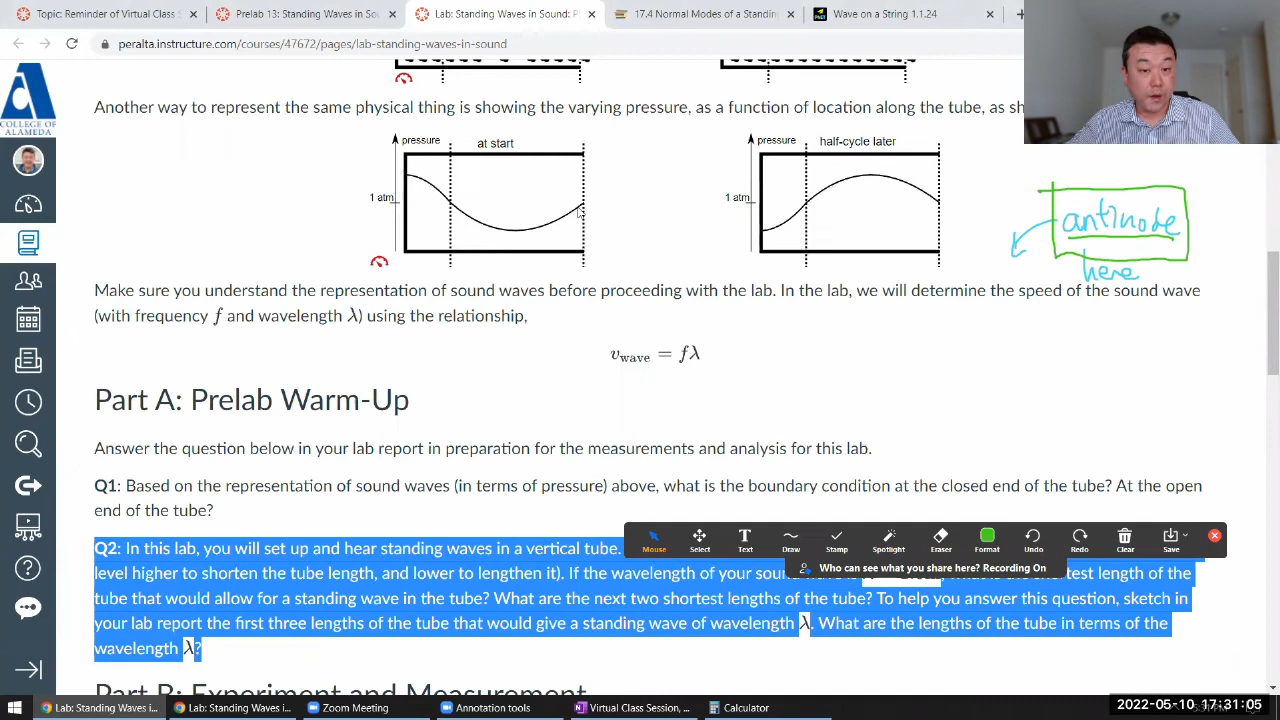 Topic: Reminder of Virtual Class S
Prelab 13: Standing Waves in So
Lab: Standing Waves in Sound: P
17.4 Normal Modes of a Standin
Wave on a String 1.1.24
peralta.instructure.com/courses/47672/pages/lab-standing-waves-in-sound
COLLEGE OF
ALAMEDA
Another way to represent the same physical thing is showing the varying pressure, as a function of location along the tube, as sh
pressure
at start
1 atm
pressure
half-cycle later
1 atm
antinode
here
Make sure you understand the representation of sound waves before proceeding with the lab. In the lab, we will determine the speed of the sound wave
(with frequency f and wavelength λ) using the relationship,
v_wave = fλ
Part A: Prelab Warm-Up
Answer the question below in your lab report in preparation for the measurements and analysis for this lab.
Q1: Based on the representation of sound waves (in terms of pressure) above, what is the boundary condition at the closed end of the tube? At the open
end of the tube?
Q2: In this lab, you will set up and hear standing waves in a vertical tube.
level higher to shorten the tube length, and lower to lengthen it). If the wavelength of your soun
test length of the
tube that would allow for a standing wave in the tube? What are the next two shortest lengths of the tube? To help you answer this question, sketch in
your lab report the first three lengths of the tube that would give a standing wave of wavelength λ. What are the lengths of the tube in terms of the
wavelength λ?
Mouse
Select
Text
Draw
Stamp
Spotlight
Eraser
Format
Undo
Redo
Clear
Save
Who can see what you share here? Recording On
Part B: Experiment and Measurement
Lab: Standing Waves i...
Lab: Standing Waves i...
Zoom Meeting
Annotation tools
Virtual Class Session, ...
Calculator
2022-05-10 17:31:05